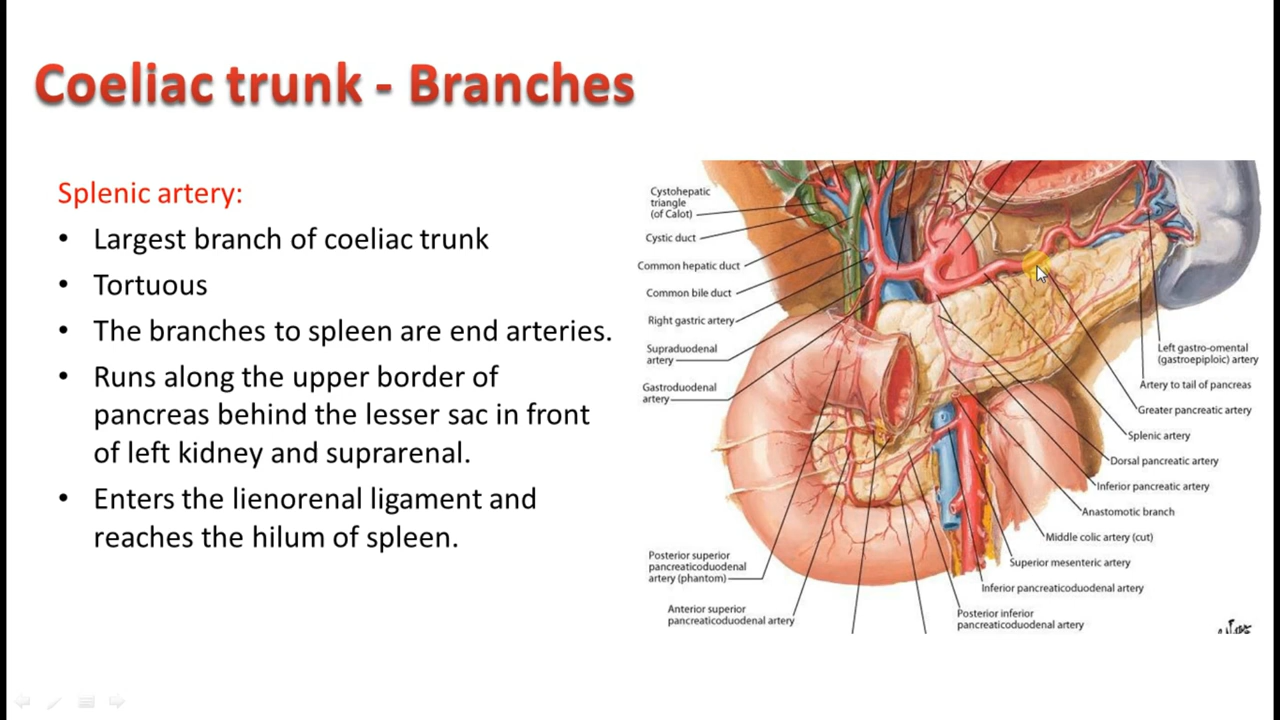 Coeliac trunk - Branches
Splenic artery:
• Largest branch of coeliac trunk
• Tortuous
• The branches to spleen are end arteries.
• Runs along the upper border of
pancreas behind the lesser sac in front
of left kidney and suprarenal.
• Enters the lienorenal ligament and
reaches the hilum of spleen.
Cystohepatic
triangle
(of Calot)
Cystic duct
Common hepatic duct
Common bile duct
Right gastric artery
Supraduodenal
artery
Gastroduodenal
artery
Left gastro-omental
(gastroepiploic) artery
Artery to tail of pancreas
Greater pancreatic artery
Splenic artery
Dorsal pancreatic artery
Inferior pancreatic artery
Anastomotic branch
Middle colic artery (cut)
Superior mesenteric artery
Inferior pancreaticoduodenal artery
Posterior inferior
pancreaticoduodenal artery
Posterior superior
pancreaticoduodenal
artery (phantom)
Anterior superior
pancreaticoduodenal artery